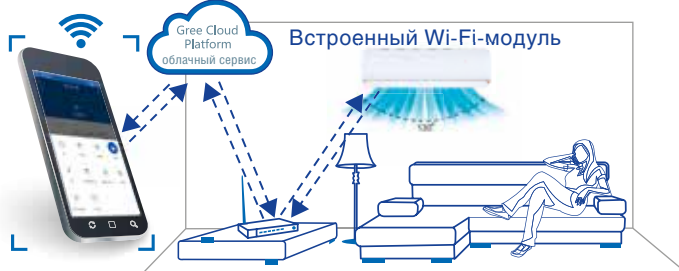 Gree Cloud
Platform
облачный сервис
Встроенный Wi-Fi-модуль